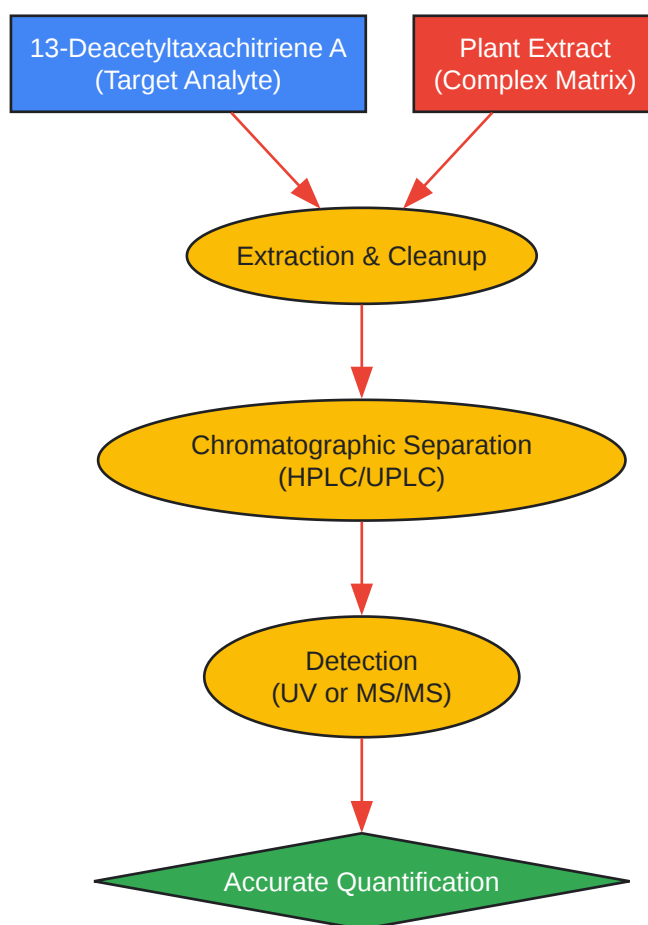 13-Deacetyltaxachitriene A
(Target Analyte)
Plant Extract
(Complex Matrix)
Extraction & Cleanup
Chromatographic Separation
(HPLC/UPLC)
Detection
(UV or MS/MS)
Accurate Quantification